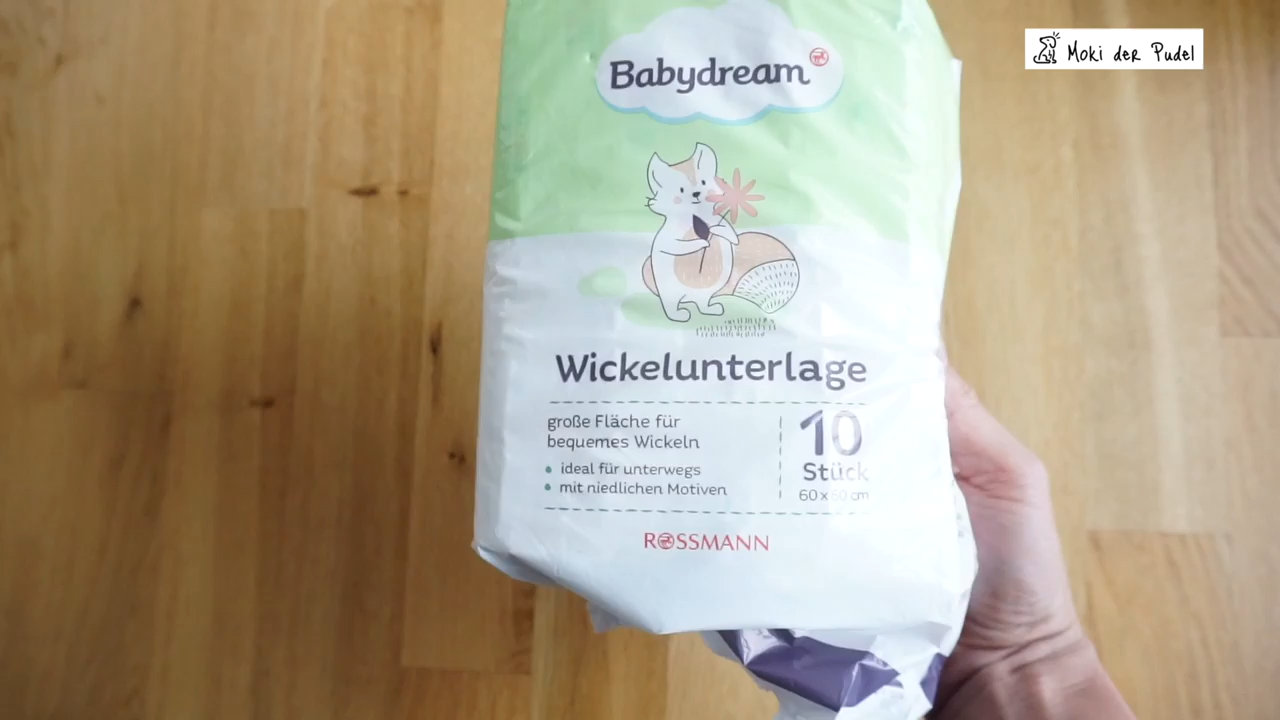 Moki der Pudel
Babydream
Wickelunterlage
große Fläche für
bequemes Wickeln
ideal für unterwegs
mit niedlichen Motiven
10
Stück
60 x 60 cm
ROSSMANN